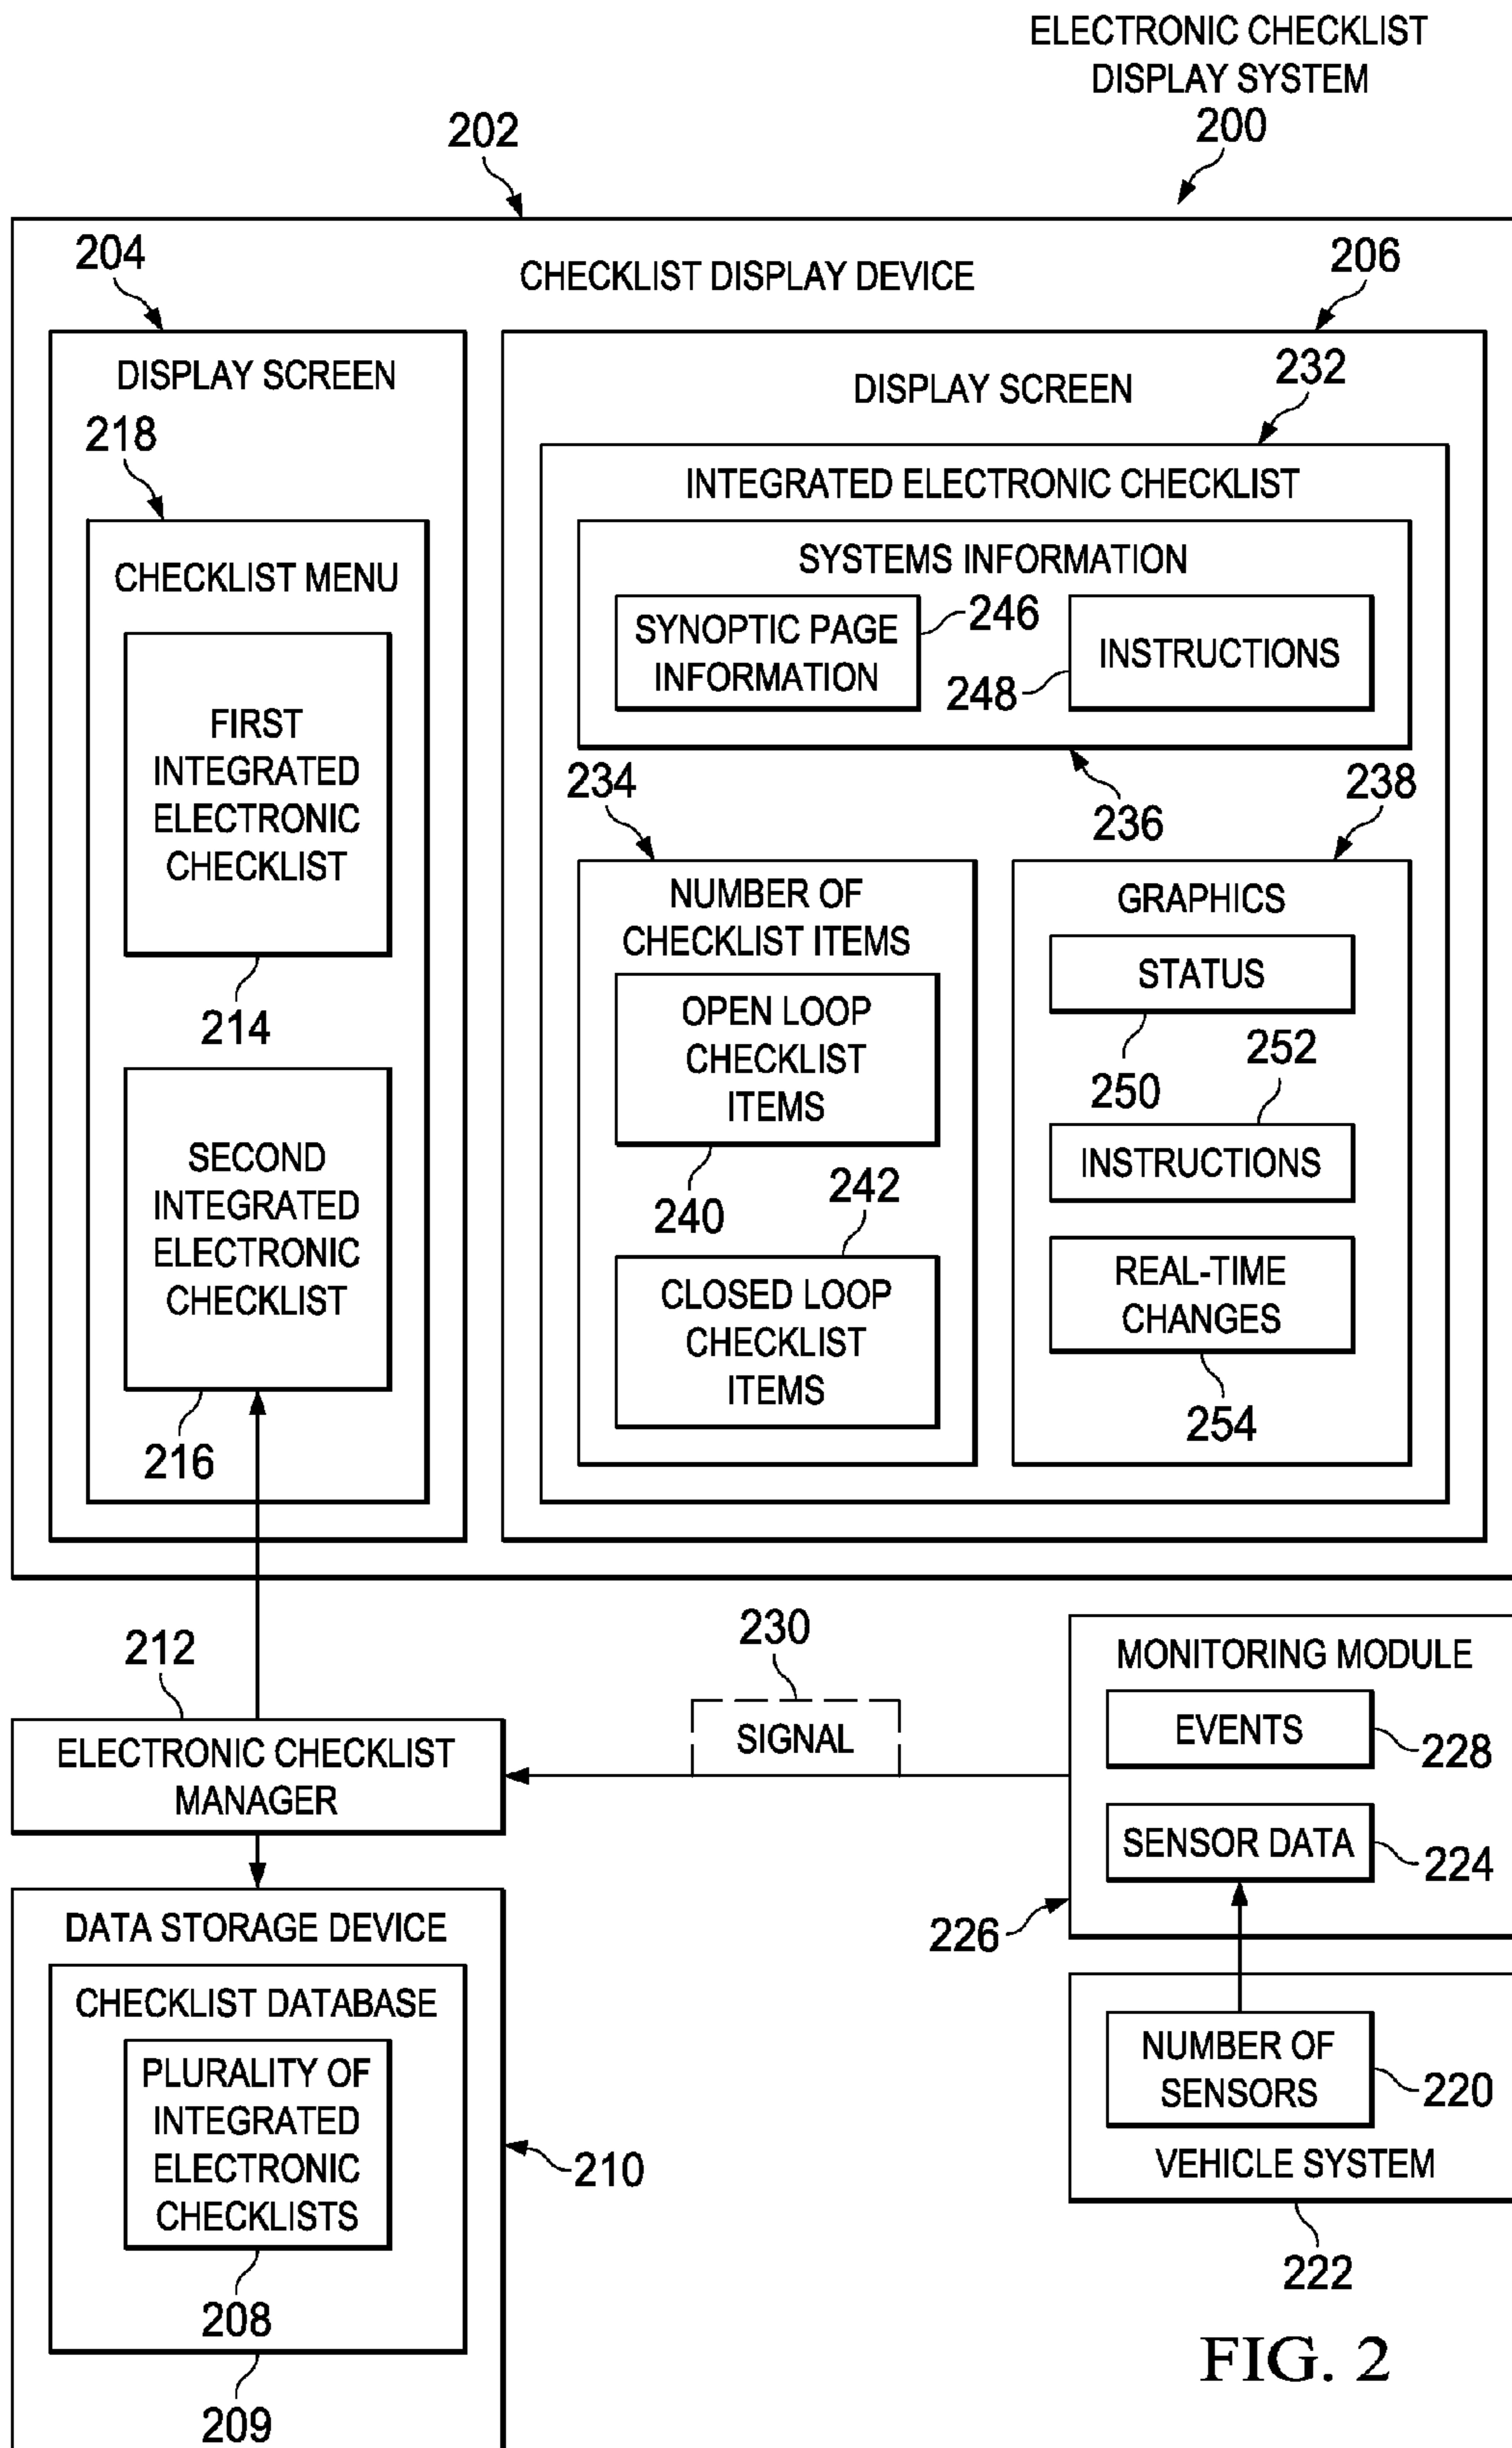 ELECTRONIC CHECKLIST
DISPLAY SYSTEM
200
202
204
CHECKLIST DISPLAY DEVICE
206
DISPLAY SCREEN
218
CHECKLIST MENU
FIRST
INTEGRATED
ELECTRONIC
CHECKLIST
214
SECOND
INTEGRATED
ELECTRONIC
CHECKLIST
216
DISPLAY SCREEN
232
INTEGRATED ELECTRONIC CHECKLIST
SYSTEMS INFORMATION
SYNOPTIC PAGE
INFORMATION
246
248
INSTRUCTIONS
236
234
NUMBER OF
CHECKLIST ITEMS
OPEN LOOP
CHECKLIST
ITEMS
240
242
CLOSED LOOP
CHECKLIST
ITEMS
238
GRAPHICS
STATUS
250
252
INSTRUCTIONS
REAL-TIME
CHANGES
254
212
ELECTRONIC CHECKLIST
MANAGER
230
SIGNAL
MONITORING MODULE
EVENTS
228
SENSOR DATA
224
226
NUMBER OF
SENSORS
220
VEHICLE SYSTEM
222
DATA STORAGE DEVICE
CHECKLIST DATABASE
PLURALITY OF
INTEGRATED
ELECTRONIC
CHECKLISTS
208
209
210
FIG. 2